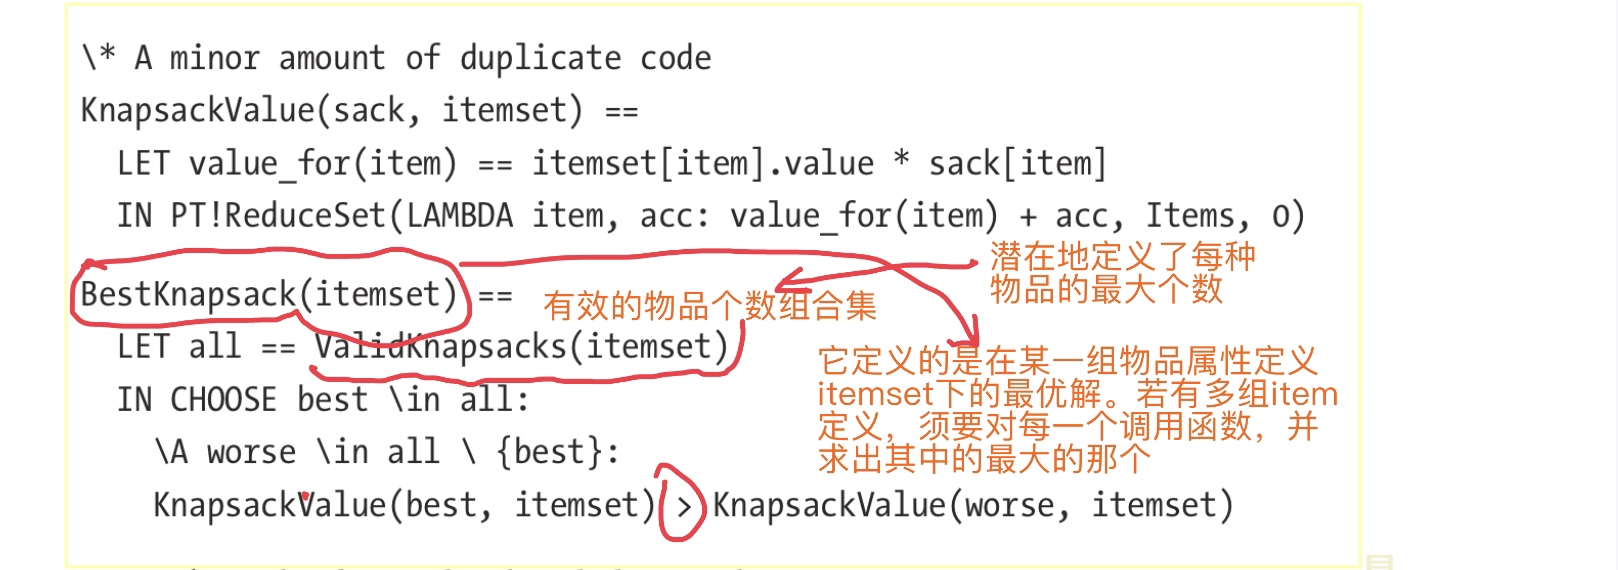 \* A minor amount of duplicate code
KnapsackValue(sack, itemset) ==
LET value_for(item) == itemset[item].value * sack[item]
IN PT!ReduceSet(LAMBDA item, acc: value_for(item) + acc, Items, 0)
潜在地定义了每种
物品的最大个数
BestKnapsack(itemset) ==
有效的物品个数组合集
LET all == ValidKnapsacks(itemset)
它定义的是在某一组物品属性定义
itemset下的最优解。若有多组item
定义，须要对每一个调用函数，并
求出其中的最大的那个
IN CHOOSE best \in all:
\A worse \in all \ {best}:
KnapsackValue(best, itemset) > KnapsackValue(worse, itemset)